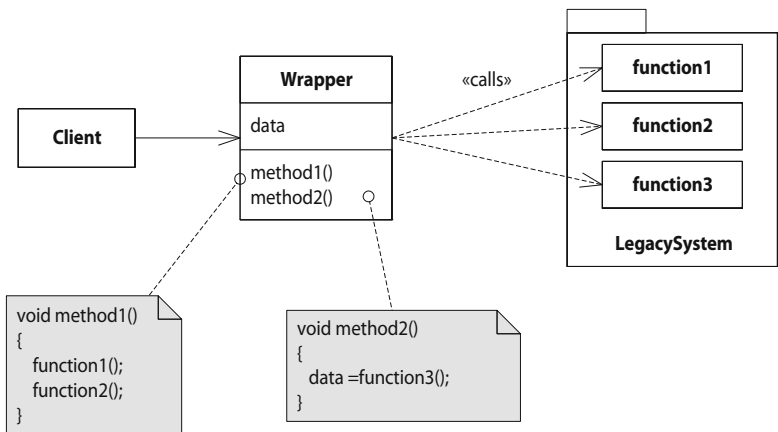 Client
Wrapper
data
method1()
method2()
«calls»
function1
function2
function3
LegacySystem
void method1()
{
function1();
function2();
}
void method2()
{
data =function3();
}